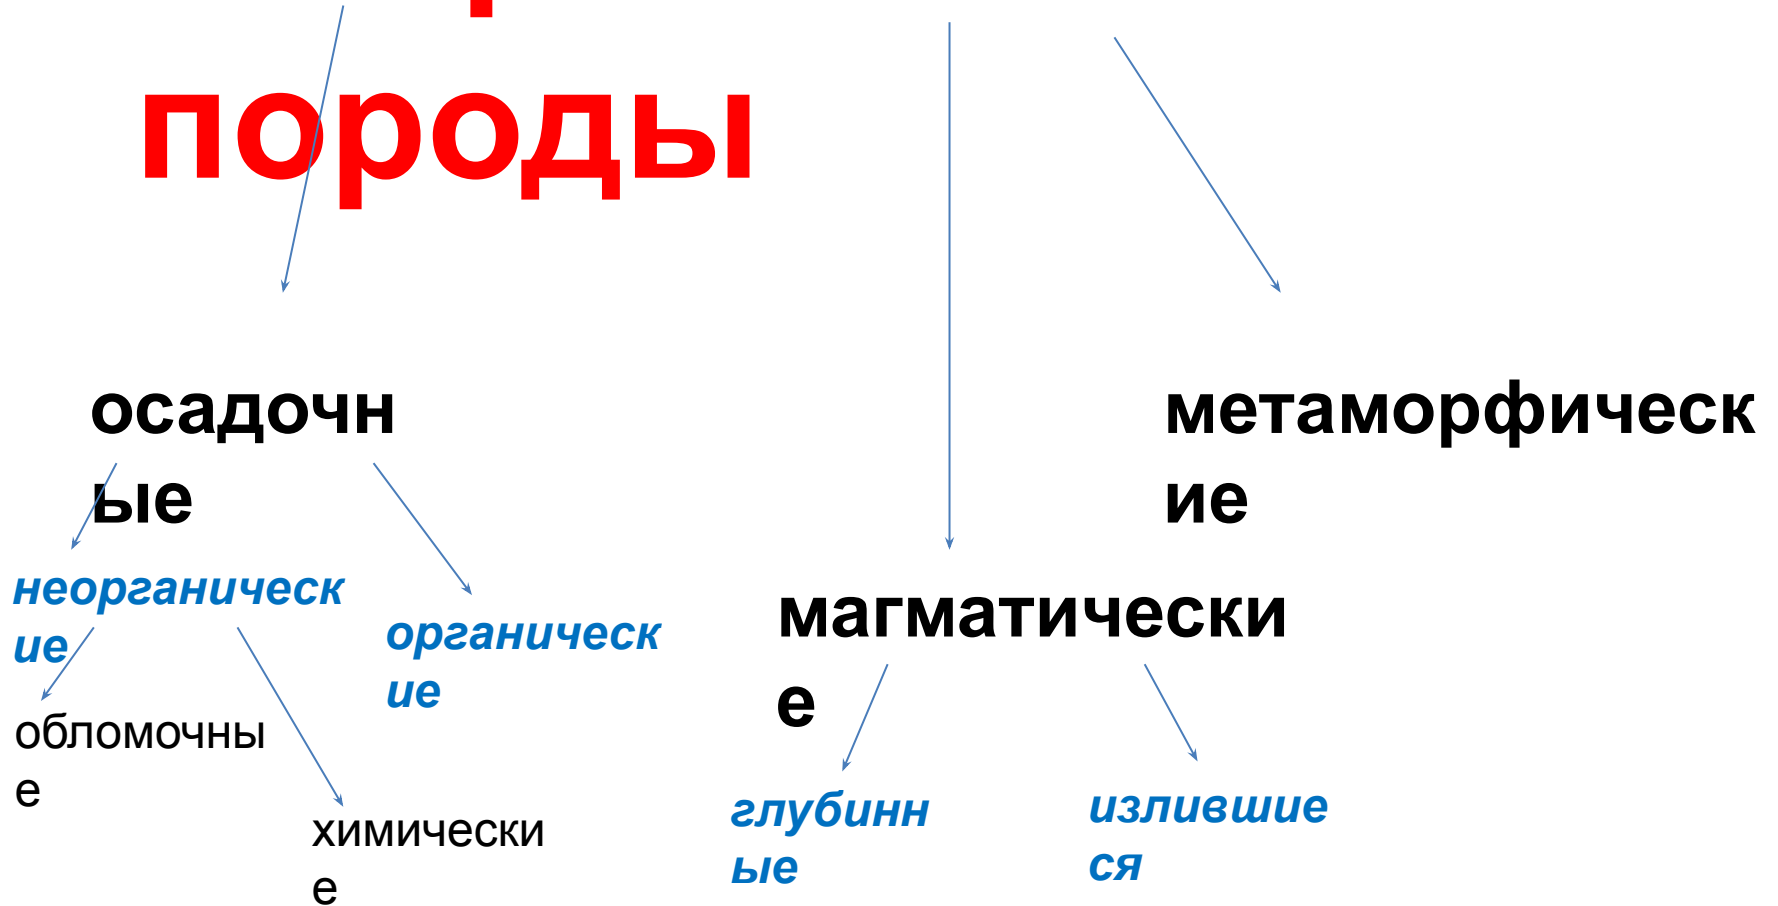 породы
осадочн
ые
метаморфическ
ие
неорганическ
ие
органическ
ие
магматически
е
обломочны
е
химически
е
глубинн
ые
излившие
ся